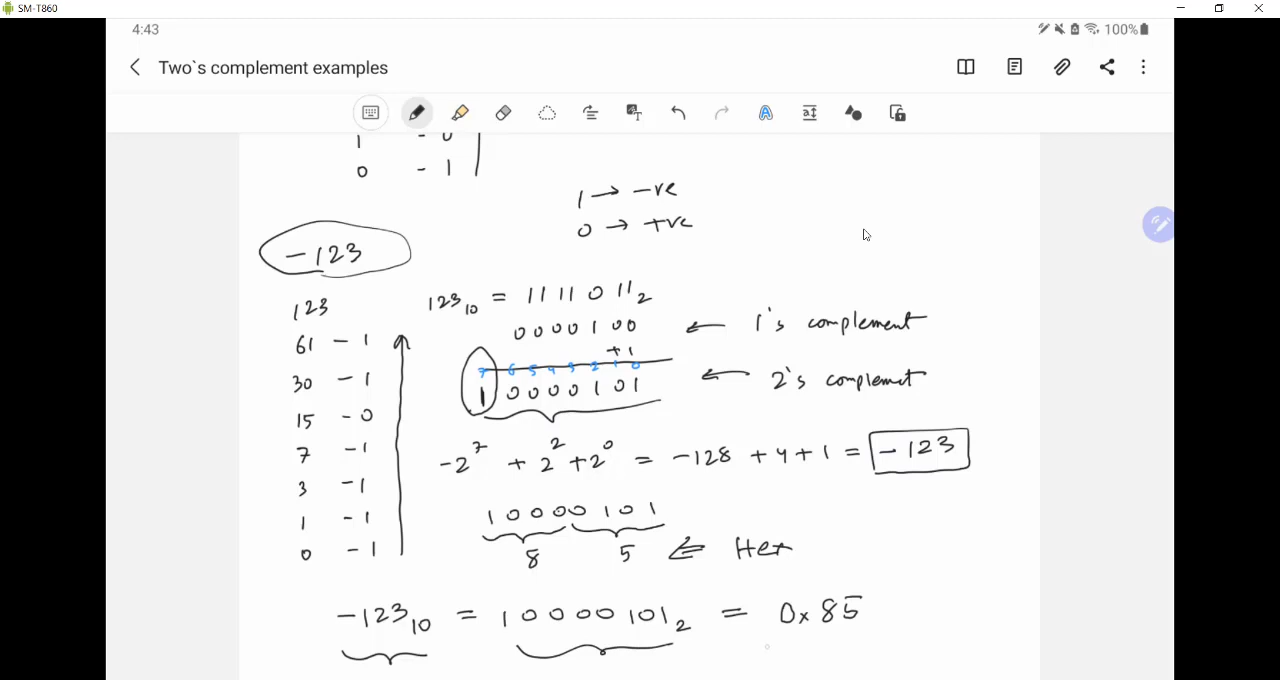 SM-T860
4:43
100%
Two`s complement examples
1 - 0
0 - 1
1 → -ve
0 → +ve
-123
123
61 - 1
30 - 1
15 - 0
7 - 1
3 - 1
1 - 1
0 - 1
123₁₀ = 1111011₂
0000100 ← 1's complement
+1
7 6 5 4 3 2 1 0
10000101 ← 2's complemet
-2⁷ + 2² + 2⁰ = -128 + 4 + 1 = -123
10000101
8 5 ⇐ Hex
-123₁₀ = 10000101₂ = 0x85